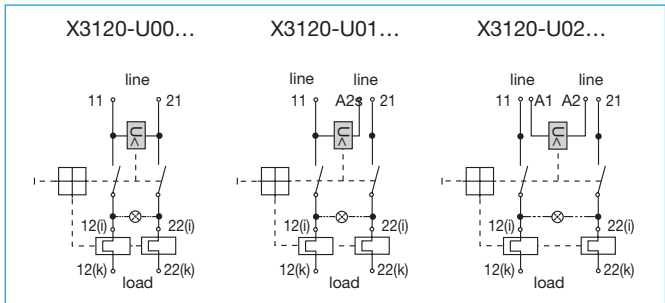 X3120-U00... X3120-U01... X3120-U02...
line line line line line
11 21 11 A2s 21 11 A1 A2 21
U< U< U<
12(i) 22(i) 12(i) 22(i) 12(i) 22(i)
12(k) 22(k) 12(k) 22(k) 12(k) 22(k)
load load load